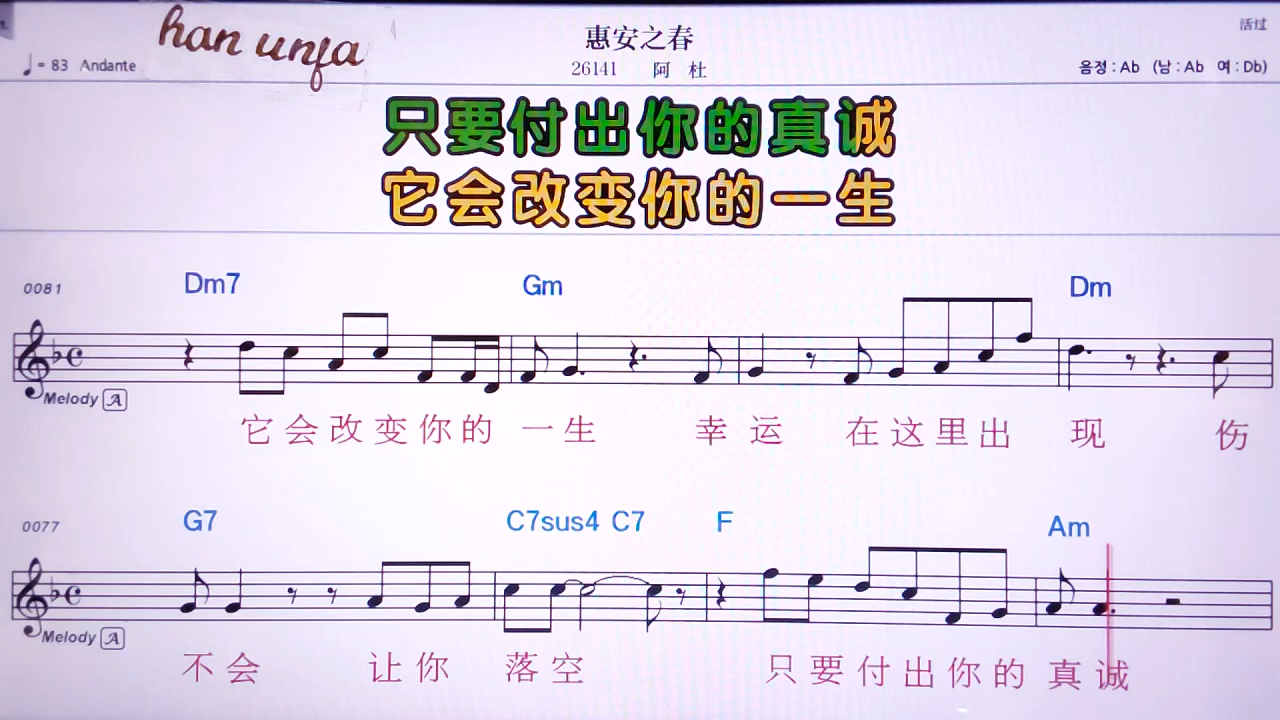 han unfa
惠安之春
活过
♩= 83 Andante
26141 阿 杜
음정 : Ab (남 : Ab 여 : Db)
只要付出你的真诚
它会改变你的一生
0081 Dm7 Gm Dm
Melody A
它会改变你的 一生 幸 运 在这里出 现 伤
0077 G7 C7sus4 C7 F Am
Melody A
不会 让你 落空 只要付出你的 真诚